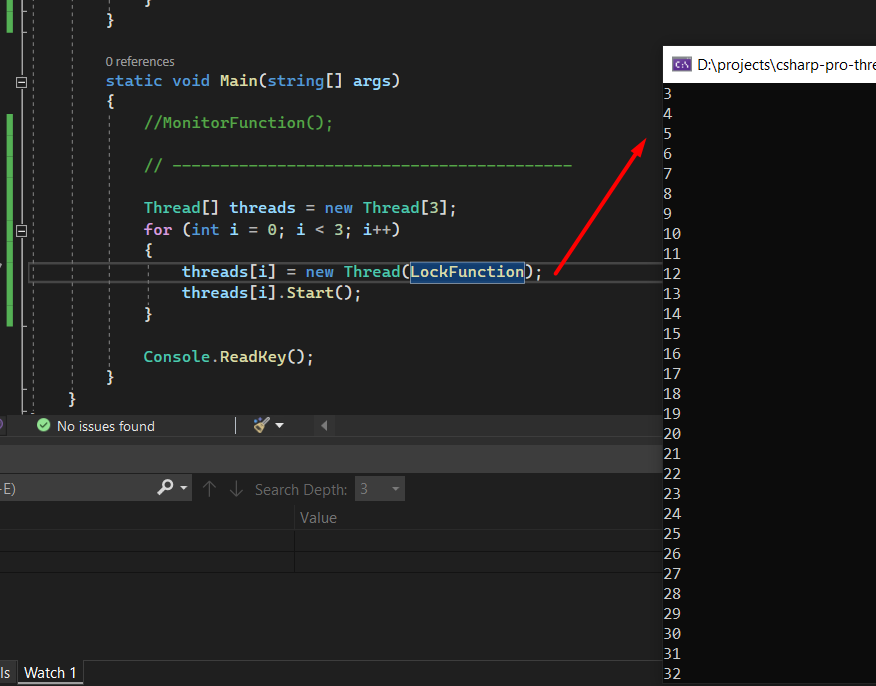 }
}
0 references
static void Main(string[] args)
{
//MonitorFunction();
// ------------------------------------------
Thread[] threads = new Thread[3];
for (int i = 0; i < 3; i++)
{
threads[i] = new Thread(LockFunction);
threads[i].Start();
}
Console.ReadKey();
}
}
No issues found
-E)
Search Depth:
3
Value
ls
Watch 1
C:\
D:\projects\csharp-pro-thre
3
4
5
6
7
8
9
10
11
12
13
14
15
16
17
18
19
20
21
22
23
24
25
26
27
28
29
30
31
32